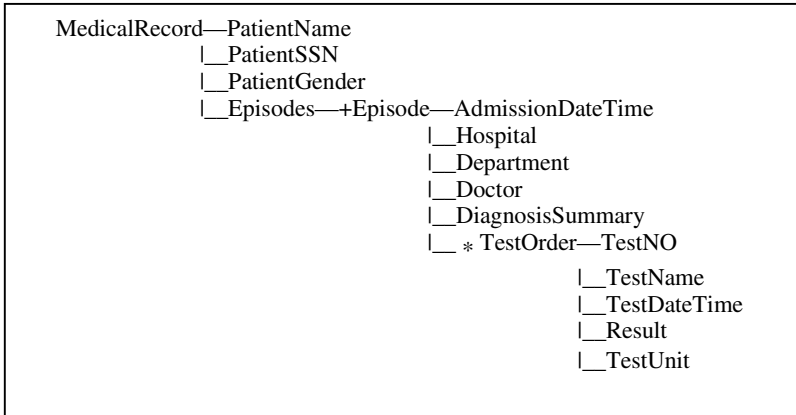 MedicalRecord—PatientName
|__PatientSSN
|__PatientGender
|__Episodes—+Episode—AdmissionDateTime
|__Hospital
|__Department
|__Doctor
|__DiagnosisSummary
|__ * TestOrder—TestNO
|__TestName
|__TestDateTime
|__Result
|__TestUnit